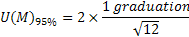 U(M)95% = 2 × 1 graduation / √12